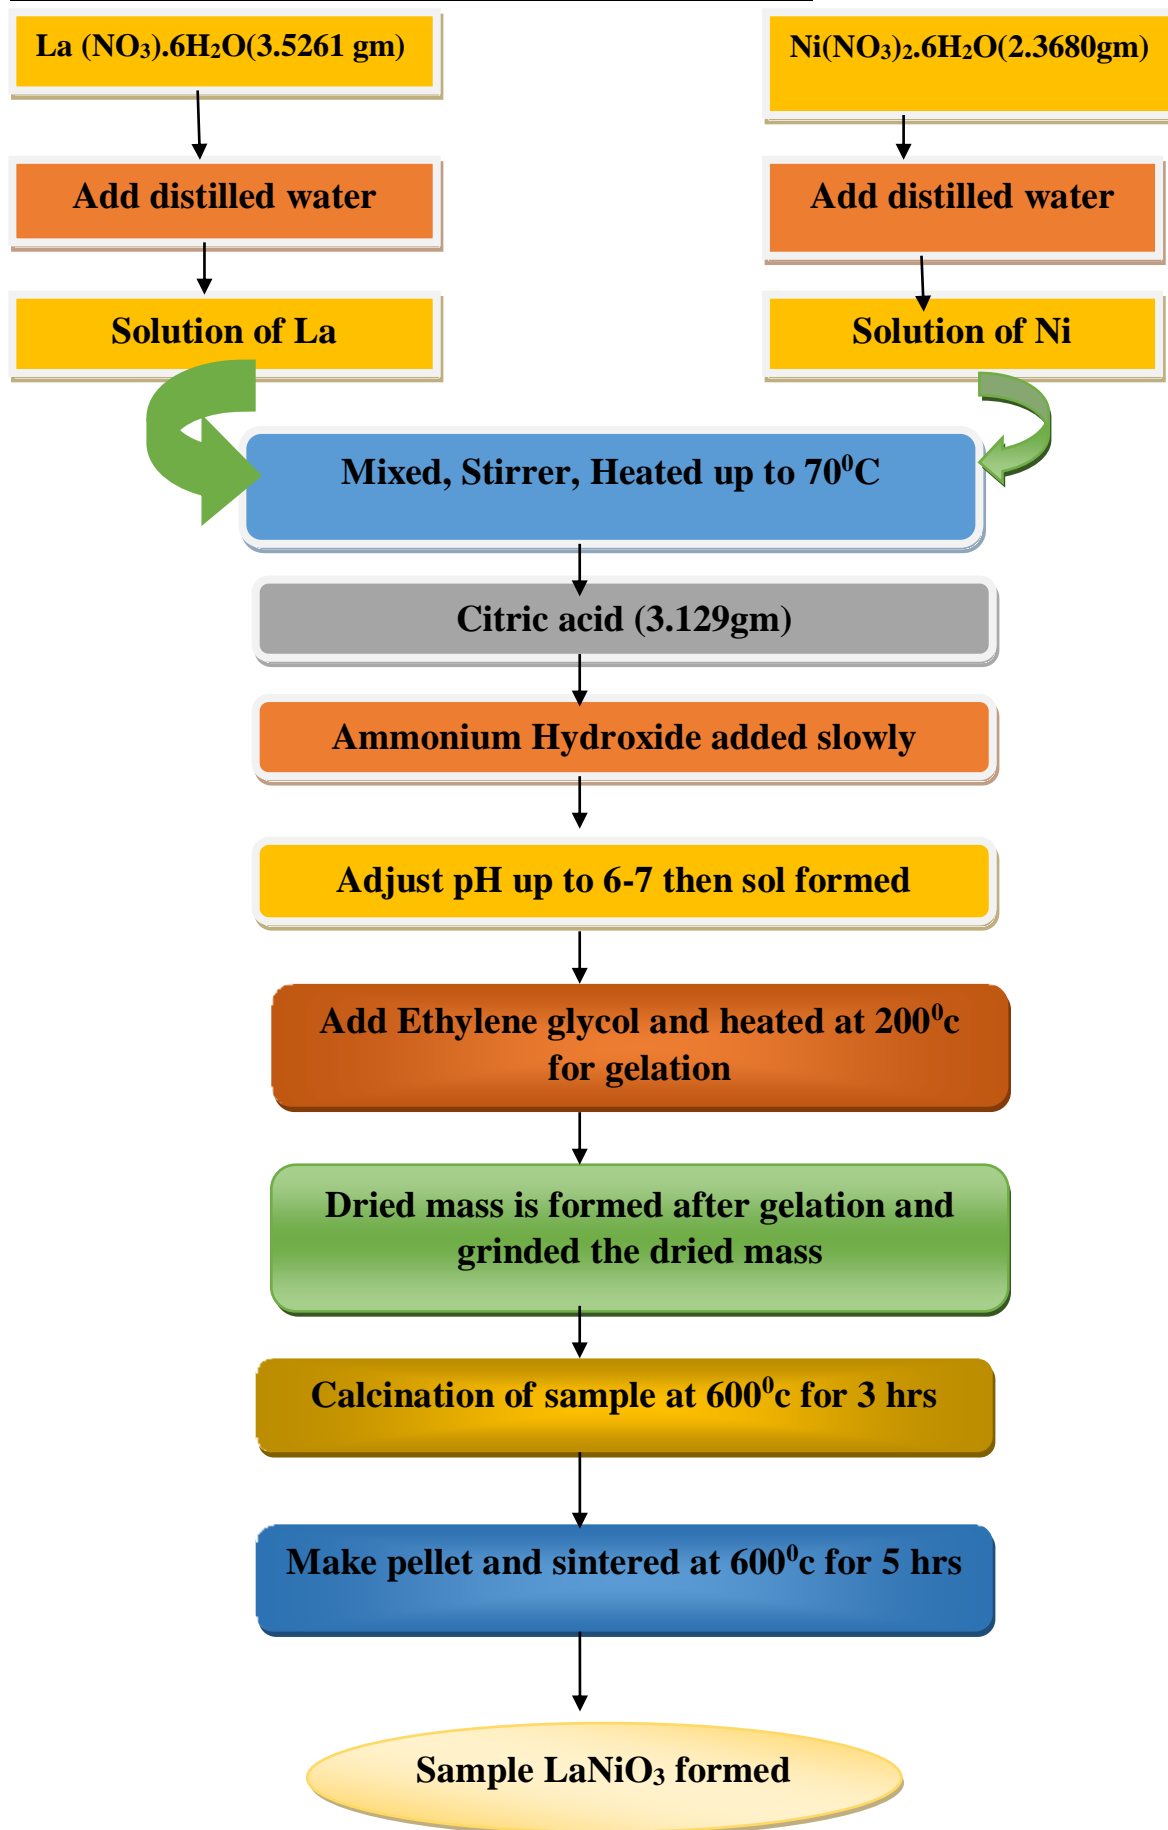 La (NO₃).6H₂O(3.5261 gm)
Ni(NO₃)₂.6H₂O(2.3680gm)
Add distilled water
Add distilled water
Solution of La
Solution of Ni
Mixed, Stirrer, Heated up to 70⁰C
Citric acid (3.129gm)
Ammonium Hydroxide added slowly
Adjust pH up to 6-7 then sol formed
Add Ethylene glycol and heated at 200⁰c
for gelation
Dried mass is formed after gelation and
grinded the dried mass
Calcination of sample at 600⁰c for 3 hrs
Make pellet and sintered at 600⁰c for 5 hrs
Sample LaNiO₃ formed